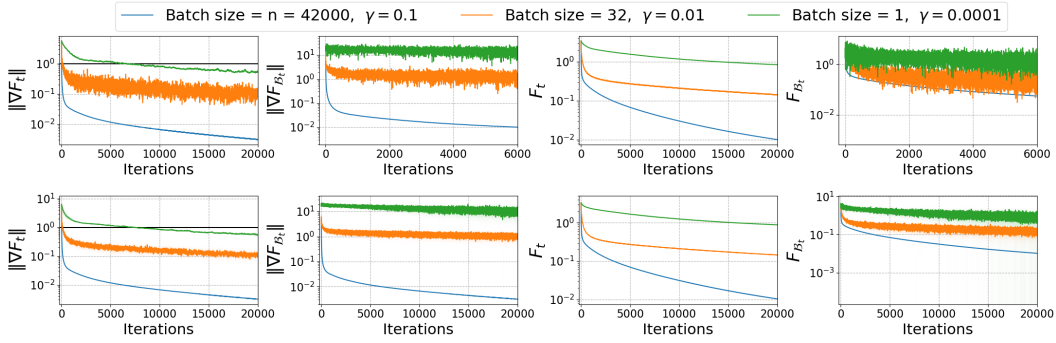 Batch size = n = 42000, γ = 0.1
Batch size = 32, γ = 0.01
Batch size = 1, γ = 0.0001
‖∇F_t‖
10^0
10^-1
10^-2
0 5000 10000 15000 20000
Iterations
‖∇F_{B_t}‖
10^1
10^0
10^-1
10^-2
0 2000 4000 6000
Iterations
F_t
10^0
10^-1
10^-2
0 5000 10000 15000 20000
Iterations
F_{B_t}
10^0
10^-1
10^-3
0 2000 4000 6000
Iterations
‖∇F_t‖
10^1
10^0
10^-1
10^-2
0 5000 10000 15000 20000
Iterations
‖∇F_{B_t}‖
10^1
10^0
10^-1
10^-2
0 5000 10000 15000 20000
Iterations
F_t
10^0
10^-1
10^-2
0 5000 10000 15000 20000
Iterations
F_{B_t}
10^1
10^-1
10^-3
0 5000 10000 15000 20000
Iterations